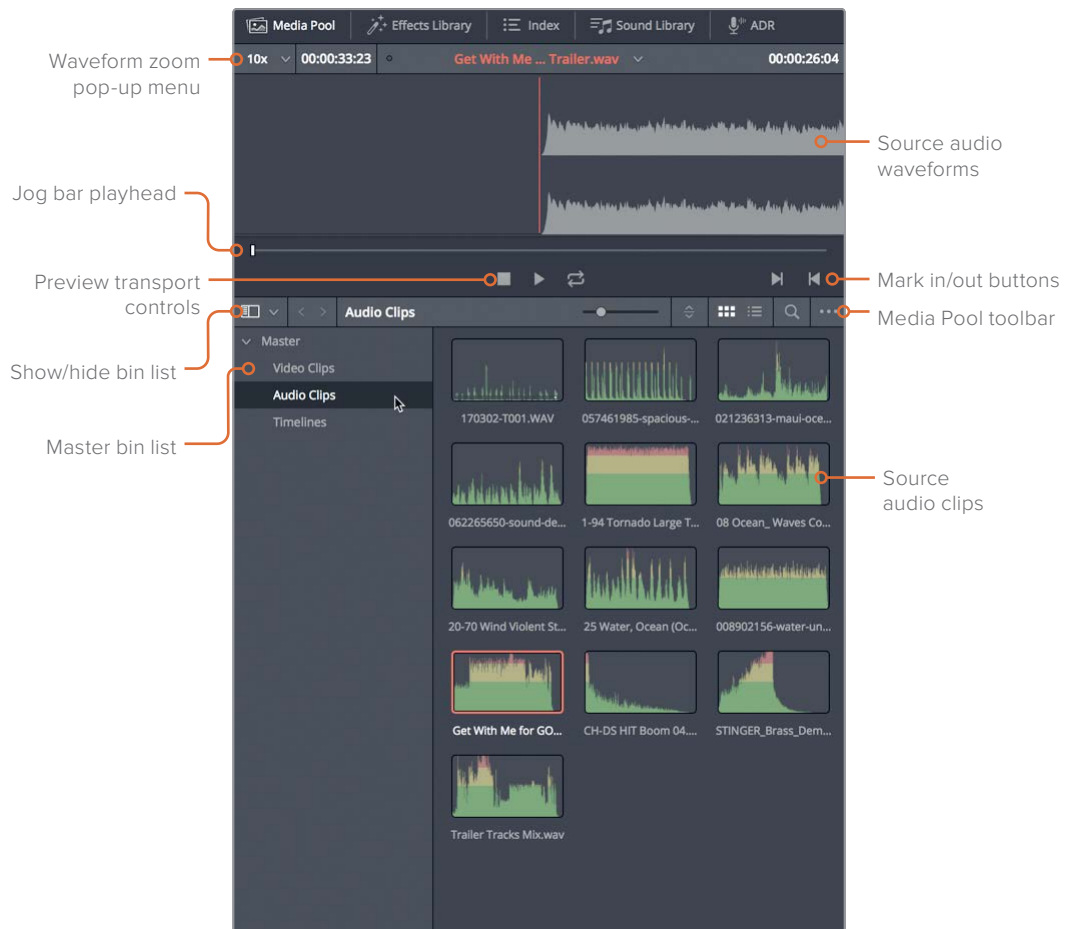 Media Pool
Effects Library
Index
Sound Library
ADR
Waveform zoom
pop-up menu
10x
00:00:33:23
Get With Me ... Trailer.wav
00:00:26:04
Source audio
waveforms
Jog bar playhead
Preview transport
controls
Mark in/out buttons
Audio Clips
Media Pool toolbar
Show/hide bin list
Master
Video Clips
Audio Clips
Timelines
Master bin list
170302-T001.WAV
057461985-spacious-...
021236313-maui-oce...
Source
audio clips
062265650-sound-de...
1-94 Tornado Large T...
08 Ocean_ Waves Co...
20-70 Wind Violent St...
25 Water, Ocean (Oc...
008902156-water-un...
Get With Me for GO...
CH-DS HIT Boom 04....
STINGER_Brass_Dem...
Trailer Tracks Mix.wav